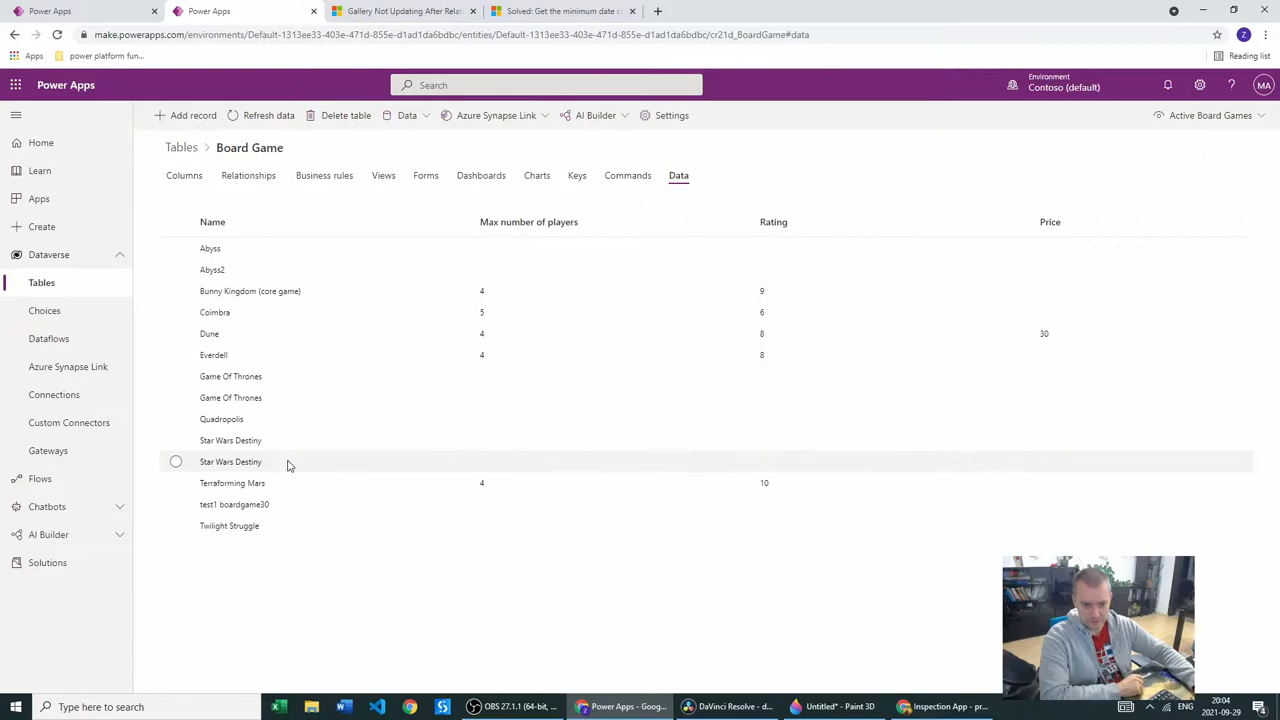 Power Apps
Power Apps
Gallery Not Updating After Rela
Solved: Get the minimum date c
make.powerapps.com/environments/Default-1313ee33-403e-471d-855e-d1ad1da6bdbc/entities/Default-1313ee33-403e-471d-855e-d1ad1da6bdbc/cr21d_BoardGame#data
Z
Apps
power platform fun...
Reading list
Power Apps
Search
Environment
Contoso (default)
?
MA
Add record
Refresh data
Delete table
Data
Azure Synapse Link
AI Builder
Settings
Active Board Games
Home
Learn
Apps
Create
Dataverse
Tables
Choices
Dataflows
Azure Synapse Link
Connections
Custom Connectors
Gateways
Flows
Chatbots
AI Builder
Solutions
Tables > Board Game
Columns Relationships Business rules Views Forms Dashboards Charts Keys Commands Data
Name Max number of players Rating Price
Abyss
Abyss2
Bunny Kingdom (core game) 4 9
Coimbra 5 6
Dune 4 8 30
Everdell 4 8
Game Of Thrones
Game Of Thrones
Quadropolis
Star Wars Destiny
Star Wars Destiny
Terraforming Mars 4 10
test1 boardgame30
Twilight Struggle
Type here to search
OBS 27.1.1 (64-bit, ...
Power Apps - Goog...
DaVinci Resolve - d...
Untitled* - Paint 3D
Inspection App - pr...
20:04
2021-09-29